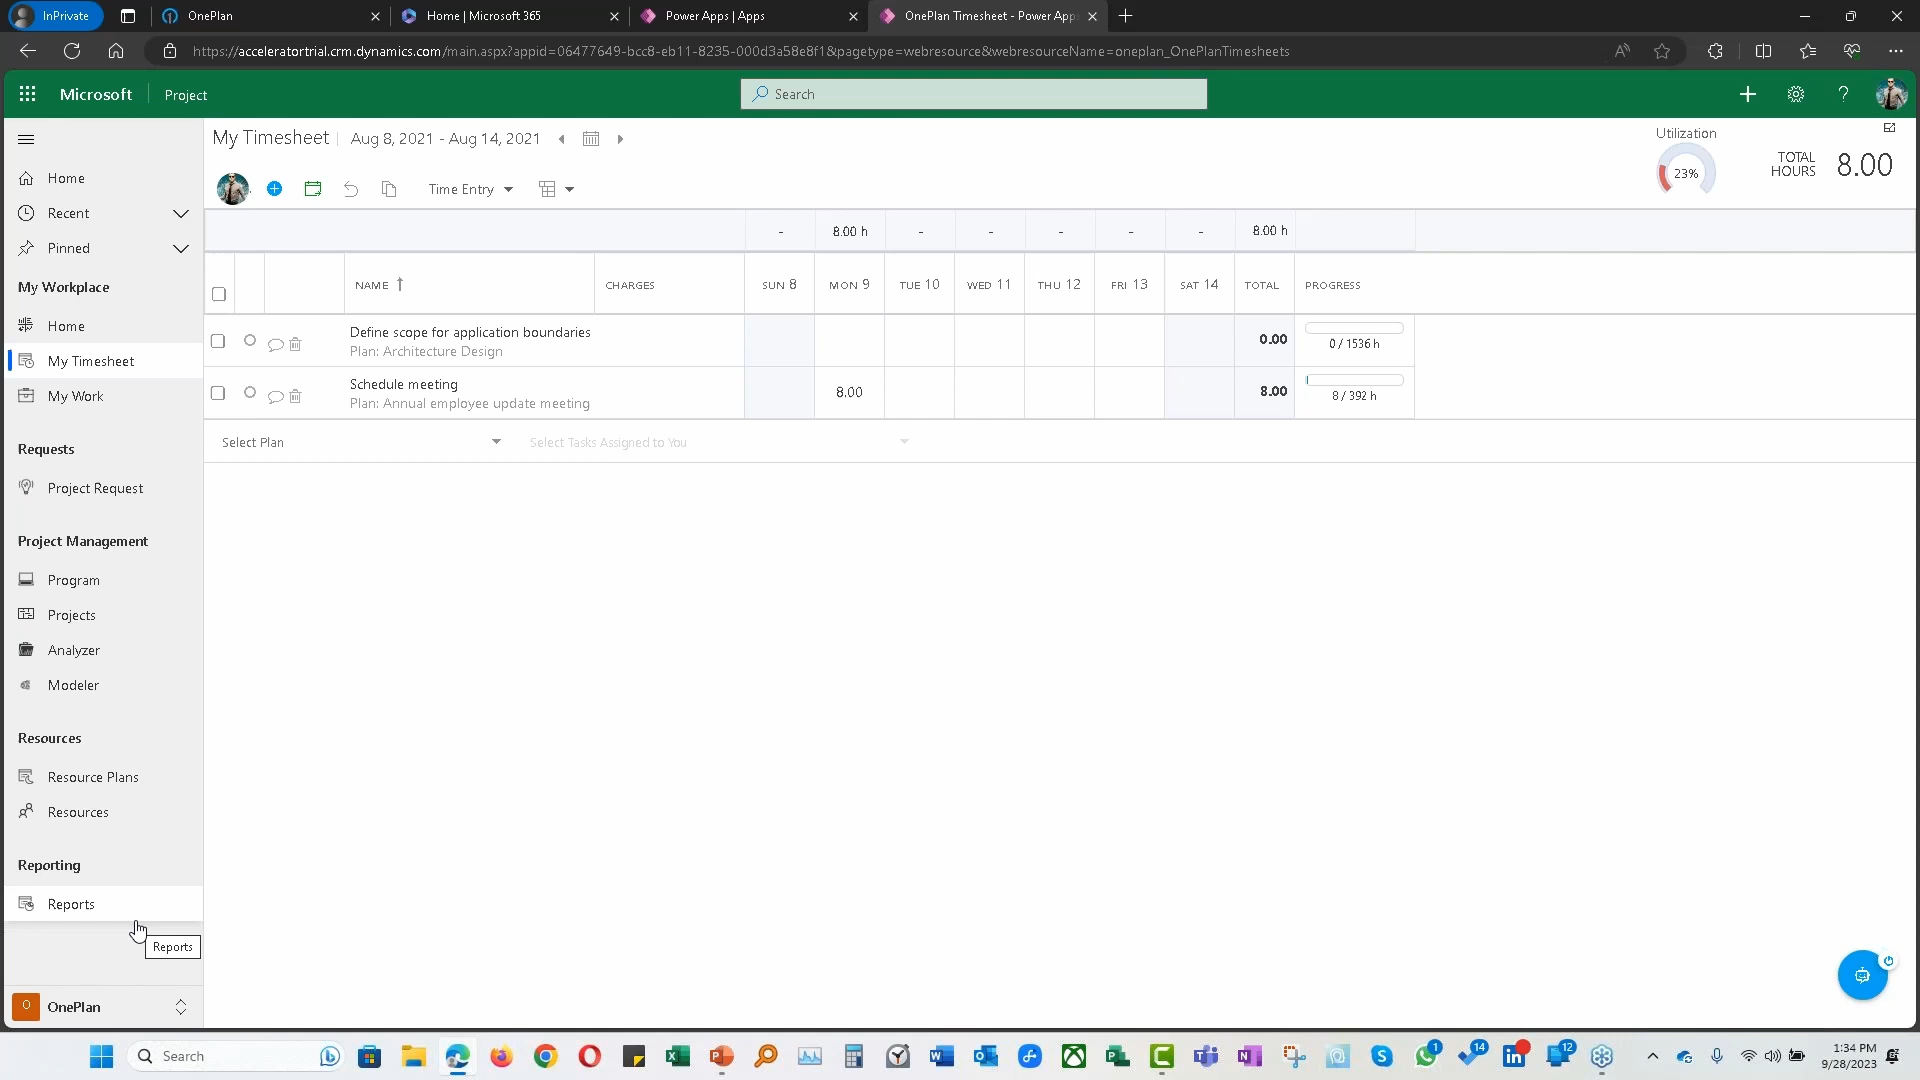 InPrivate
OnePlan
Home | Microsoft 365
Power Apps | Apps
OnePlan Timesheet - Power App
https://acceleratortrial.crm.dynamics.com/main.aspx?appid=06477649-bcc8-eb11-8235-000d3a58e8f1&pagetype=webresource&webresourceName=oneplan_OnePlanTimesheets
Microsoft
Project
Search
Home
Recent
Pinned
My Workplace
Home
My Timesheet
My Work
Requests
Project Request
Project Management
Program
Projects
Analyzer
Modeler
Resources
Resource Plans
Resources
Reporting
Reports
Reports
O OnePlan
My Timesheet Aug 8, 2021 - Aug 14, 2021
Utilization
23%
TOTAL HOURS 8.00
Time Entry
- 8.00 h - - - - - 8.00 h
NAME CHARGES SUN 8 MON 9 TUE 10 WED 11 THU 12 FRI 13 SAT 14 TOTAL PROGRESS
Define scope for application boundaries
Plan: Architecture Design
0.00
0 / 1536 h
Schedule meeting
Plan: Annual employee update meeting
8.00
8.00
8 / 392 h
Select Plan
Select Tasks Assigned to You
Search
1
14
12
1:34 PM
9/28/2023